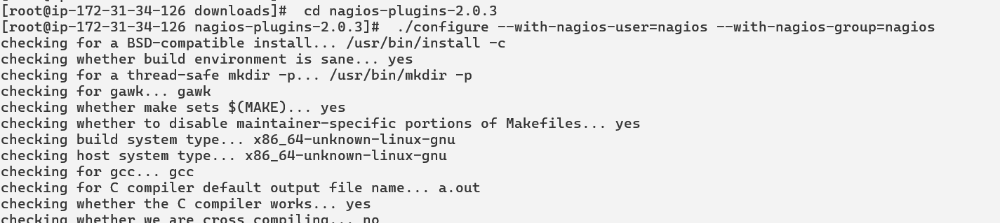 [root@ip-172-31-34-126 downloads]#  cd nagios-plugins-2.0.3
[root@ip-172-31-34-126 nagios-plugins-2.0.3]#  ./configure --with-nagios-user=nagios --with-nagios-group=nagios
checking for a BSD-compatible install... /usr/bin/install -c
checking whether build environment is sane... yes
checking for a thread-safe mkdir -p... /usr/bin/mkdir -p
checking for gawk... gawk
checking whether make sets $(MAKE)... yes
checking whether to disable maintainer-specific portions of Makefiles... yes
checking build system type... x86_64-unknown-linux-gnu
checking host system type... x86_64-unknown-linux-gnu
checking for gcc... gcc
checking for C compiler default output file name... a.out
checking whether the C compiler works... yes
checking whether we are cross compiling... no